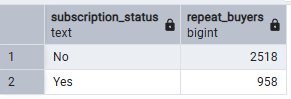 subscription_status repeat_buyers
text bigint
1 No 2518
2 Yes 958